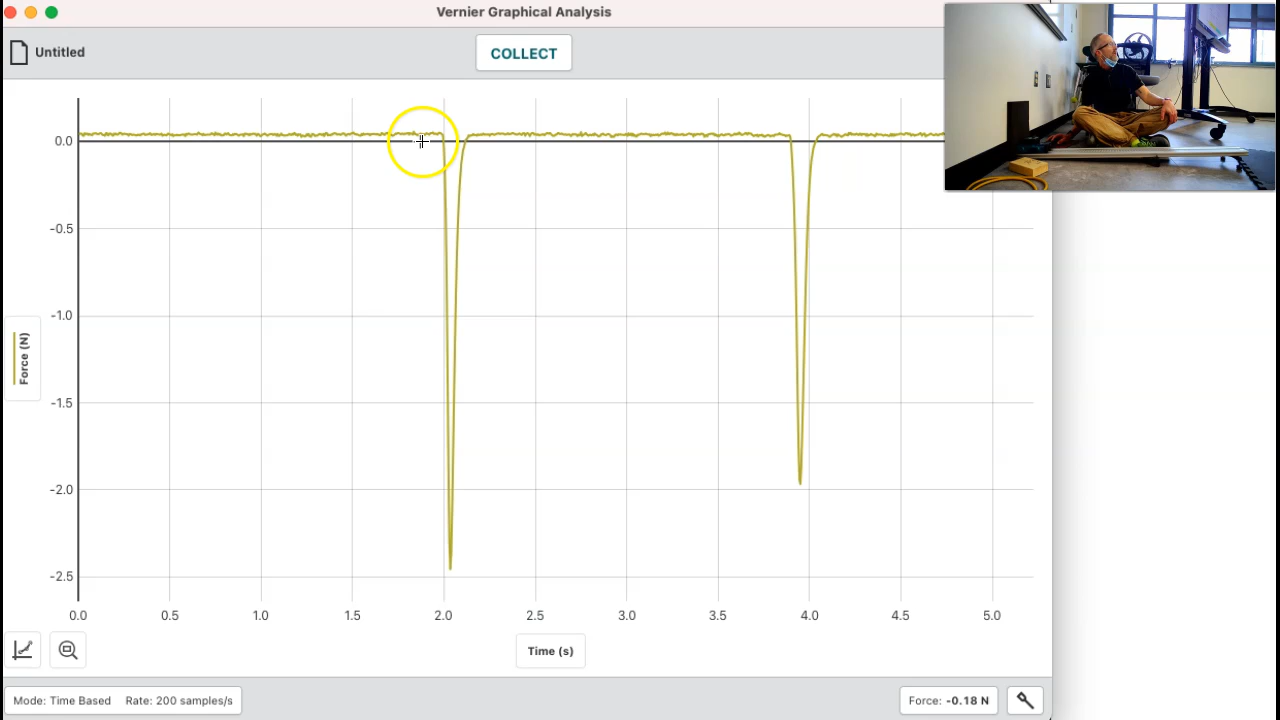 Vernier Graphical Analysis
Untitled
COLLECT
0.0
-0.5
-1.0
-1.5
-2.0
-2.5
Force (N)
0.0 0.5 1.0 1.5 2.0 2.5 3.0 3.5 4.0 4.5 5.0
Time (s)
Mode: Time Based Rate: 200 samples/s
Force: -0.18 N